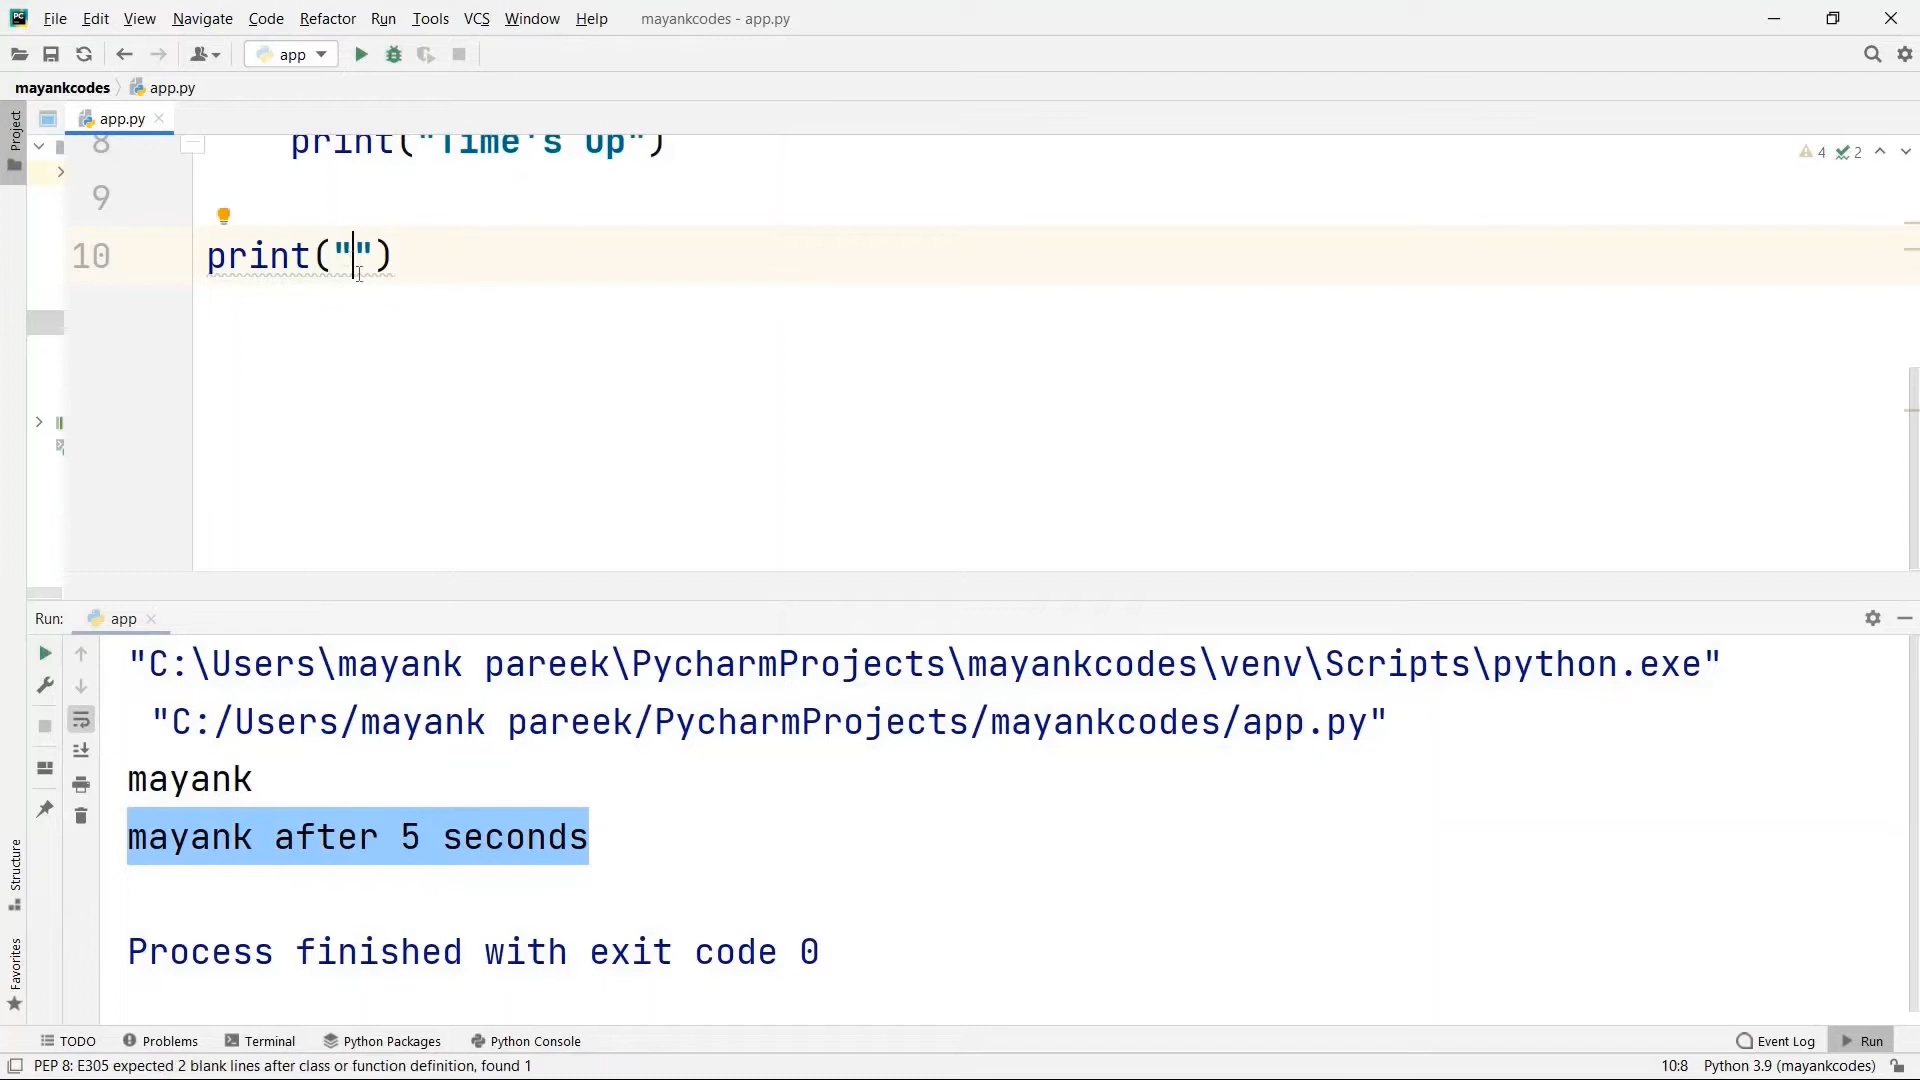 File Edit View Navigate Code Refactor Run Tools VCS Window Help mayankcodes - app.py
app
mayankcodes app.py
Project
app.py
8 print("Time's Up")
4 2
9
10 print("")
Run: app
"C:\Users\mayank pareek\PycharmProjects\mayankcodes\venv\Scripts\python.exe"
"C:/Users/mayank pareek/PycharmProjects/mayankcodes/app.py"
mayank
mayank after 5 seconds
Process finished with exit code 0
Structure
Favorites
TODO Problems Terminal Python Packages Python Console Event Log Run
PEP 8: E305 expected 2 blank lines after class or function definition, found 1 10:8 Python 3.9 (mayankcodes)